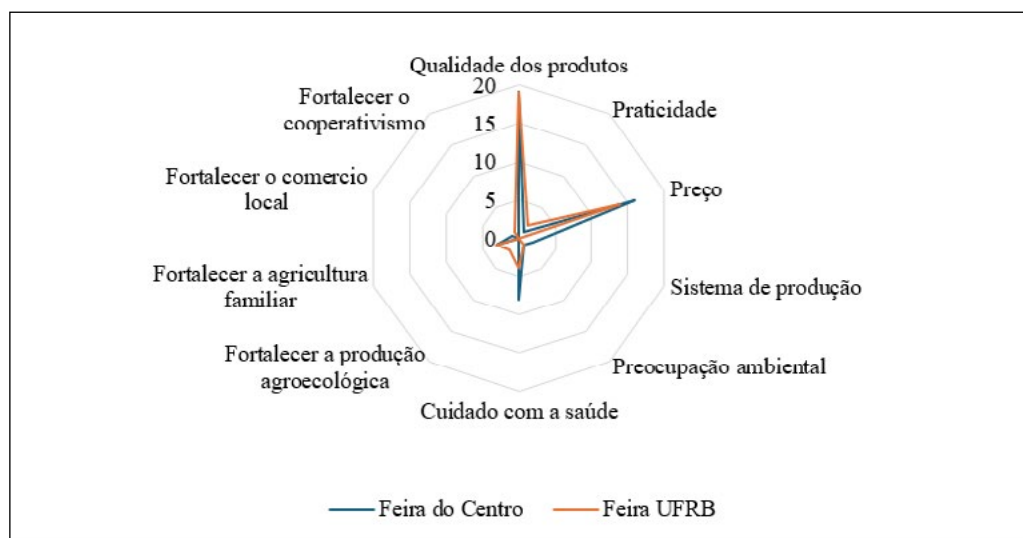 Qualidade dos produtos
20
Fortalecer o
cooperativismo
Praticidade
15
10
Fortalecer o comercio
local
Preço
5
0
Fortalecer a agricultura
familiar
Sistema de produção
Fortalecer a produção
agroecológica
Preocupação ambiental
Cuidado com a saúde
Feira do Centro
Feira UFRB